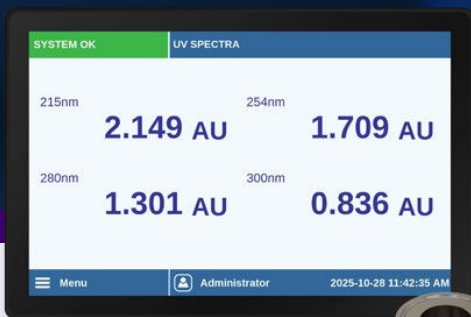 SYSTEM OK UV SPECTRA
215nm 254nm
2.149 AU 1.709 AU
280nm 300nm
1.301 AU 0.836 AU
Menu Administrator 2025-10-28 11:42:35 AM